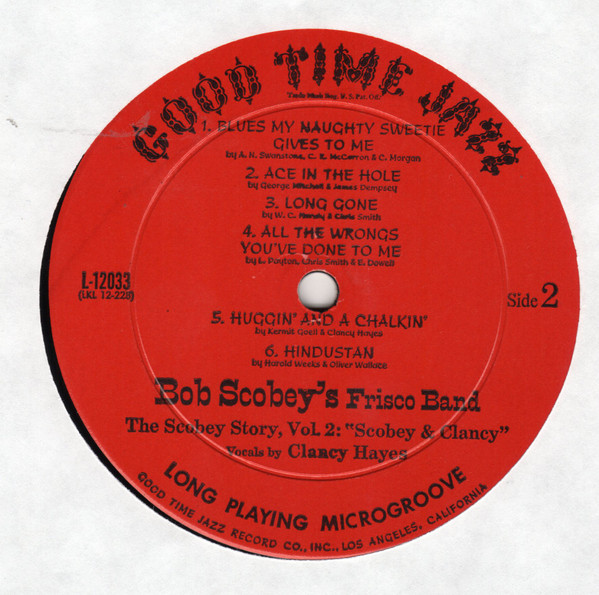 GOOD TIME JAZZ
Trade Mark Reg. U. S. Pat. Off.
1. BLUES MY NAUGHTY SWEETIE
GIVES TO ME
by A. N. Swanstone, C. R. McCarron & C. Morgan
2. ACE IN THE HOLE
by George Mitchell & James Dempsey
3. LONG GONE
by W. C. Handy & Chris Smith
4. ALL THE WRONGS
YOU'VE DONE TO ME
by L. Payton, Chris Smith & E. Dowell
L-12033
(LKL 12-228)
Side 2
5. HUGGIN' AND A CHALKIN'
by Kermit Goell & Clancy Hayes
6. HINDUSTAN
by Harold Weeks & Oliver Wallace
Bob Scobey's Frisco Band
The Scobey Story, Vol. 2: "Scobey & Clancy"
Vocals by Clancy Hayes
LONG PLAYING MICROGROOVE
GOOD TIME JAZZ RECORD CO., INC., LOS ANGELES, CALIFORNIA